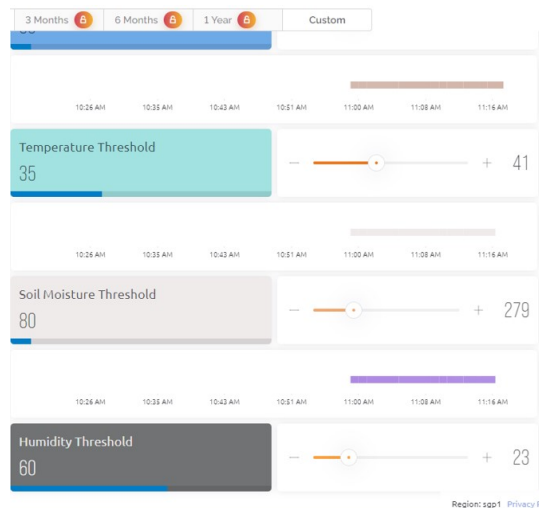 3 Months 6 Months 1 Year Custom
10:26 AM 10:35 AM 10:43 AM 10:51 AM 11:00 AM 11:08 AM 11:16 AM
Temperature Threshold
35
— + 41
10:26 AM 10:35 AM 10:43 AM 10:51 AM 11:00 AM 11:08 AM 11:16 AM
Soil Moisture Threshold
80
— + 279
10:26 AM 10:35 AM 10:43 AM 10:51 AM 11:00 AM 11:08 AM 11:16 AM
Humidity Threshold
60
— + 23
Region: sgp1 Privacy